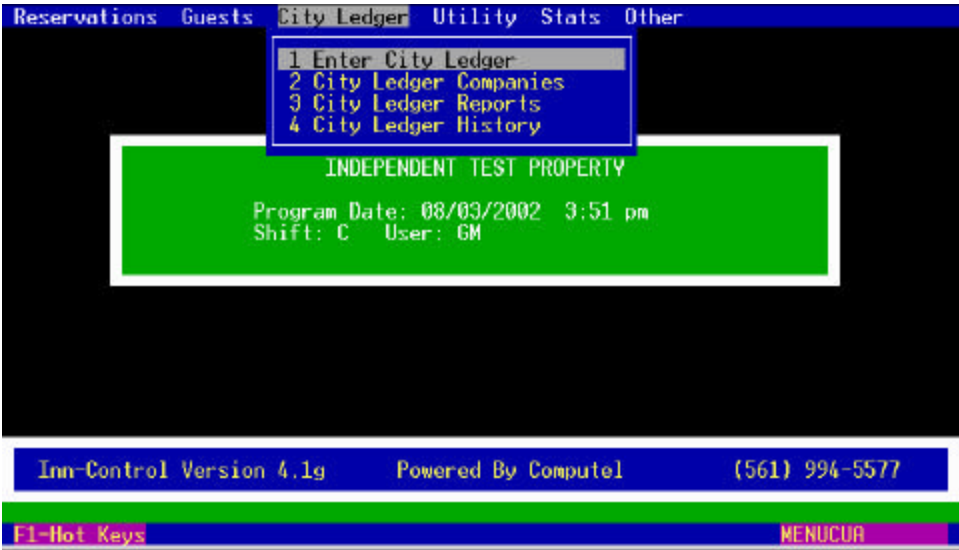 Reservations Guests City Ledger Utility Stats Other
1 Enter City Ledger
2 City Ledger Companies
3 City Ledger Reports
4 City Ledger History
INDEPENDENT TEST PROPERTY
Program Date: 08/09/2002 3:51 pm
Shift: C User: GM
Inn-Control Version 4.1g Powered By Computel (561) 994-5577
F1-Hot Keys MENUCUA